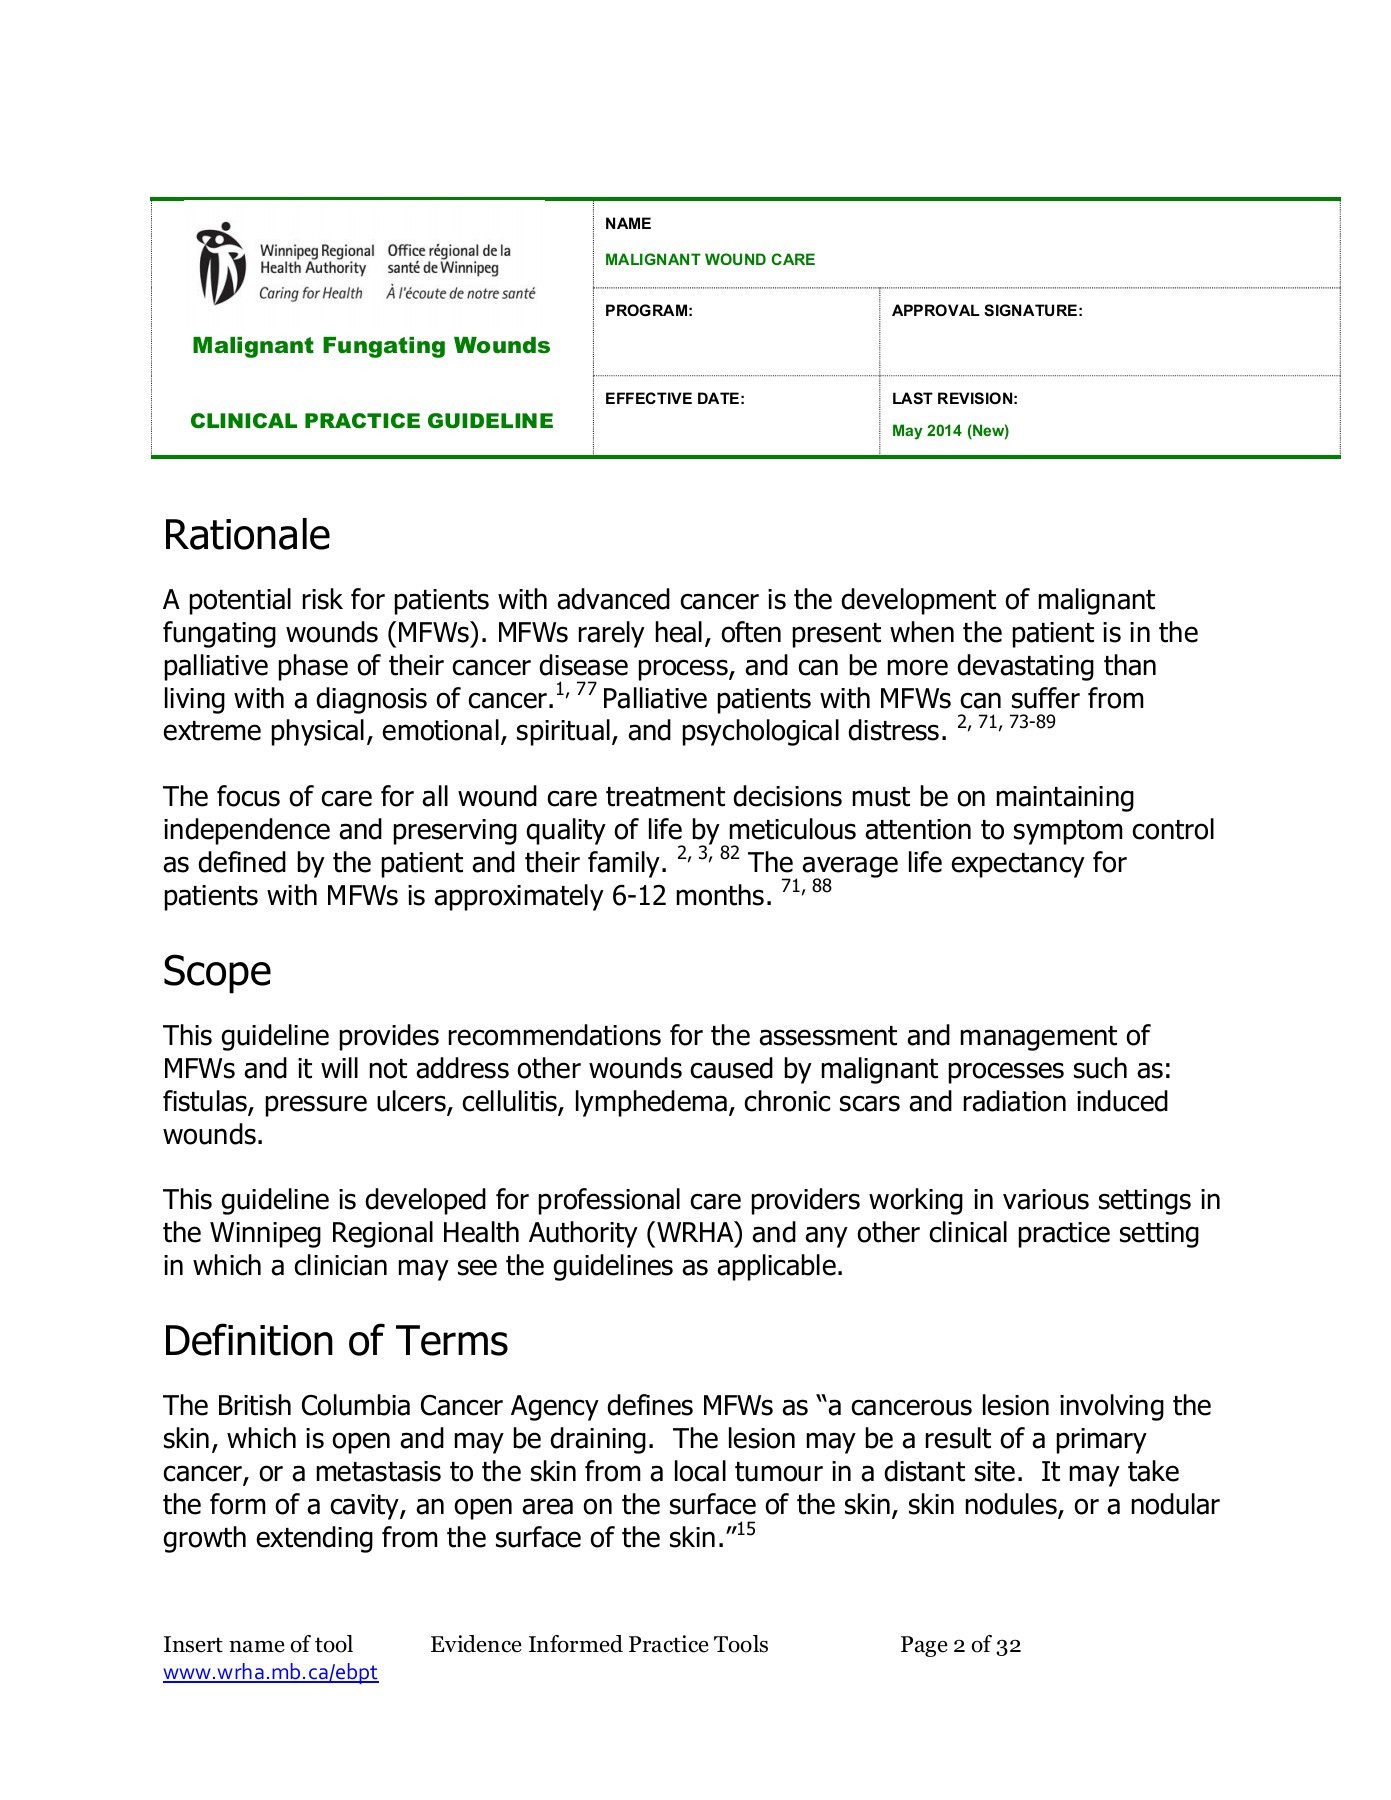 Winnipeg Regional Office régional de la
Health Authority santé de Winnipeg
Caring for Health À l'écoute de notre santé
Malignant Fungating Wounds
CLINICAL PRACTICE GUIDELINE
NAME
MALIGNANT WOUND CARE
PROGRAM:
APPROVAL SIGNATURE:
EFFECTIVE DATE:
LAST REVISION:
May 2014 (New)
Rationale
A potential risk for patients with advanced cancer is the development of malignant
fungating wounds (MFWs). MFWs rarely heal, often present when the patient is in the
palliative phase of their cancer disease process, and can be more devastating than
living with a diagnosis of cancer.1, 77 Palliative patients with MFWs can suffer from
extreme physical, emotional, spiritual, and psychological distress. 2, 71, 73-89
The focus of care for all wound care treatment decisions must be on maintaining
independence and preserving quality of life by meticulous attention to symptom control
as defined by the patient and their family. 2, 3, 82 The average life expectancy for
patients with MFWs is approximately 6-12 months. 71, 88
Scope
This guideline provides recommendations for the assessment and management of
MFWs and it will not address other wounds caused by malignant processes such as:
fistulas, pressure ulcers, cellulitis, lymphedema, chronic scars and radiation induced
wounds.
This guideline is developed for professional care providers working in various settings in
the Winnipeg Regional Health Authority (WRHA) and any other clinical practice setting
in which a clinician may see the guidelines as applicable.
Definition of Terms
The British Columbia Cancer Agency defines MFWs as “a cancerous lesion involving the
skin, which is open and may be draining.  The lesion may be a result of a primary
cancer, or a metastasis to the skin from a local tumour in a distant site.  It may take
the form of a cavity, an open area on the surface of the skin, skin nodules, or a nodular
growth extending from the surface of the skin.”15
Insert name of tool Evidence Informed Practice Tools Page 2 of 32
www.wrha.mb.ca/ebpt